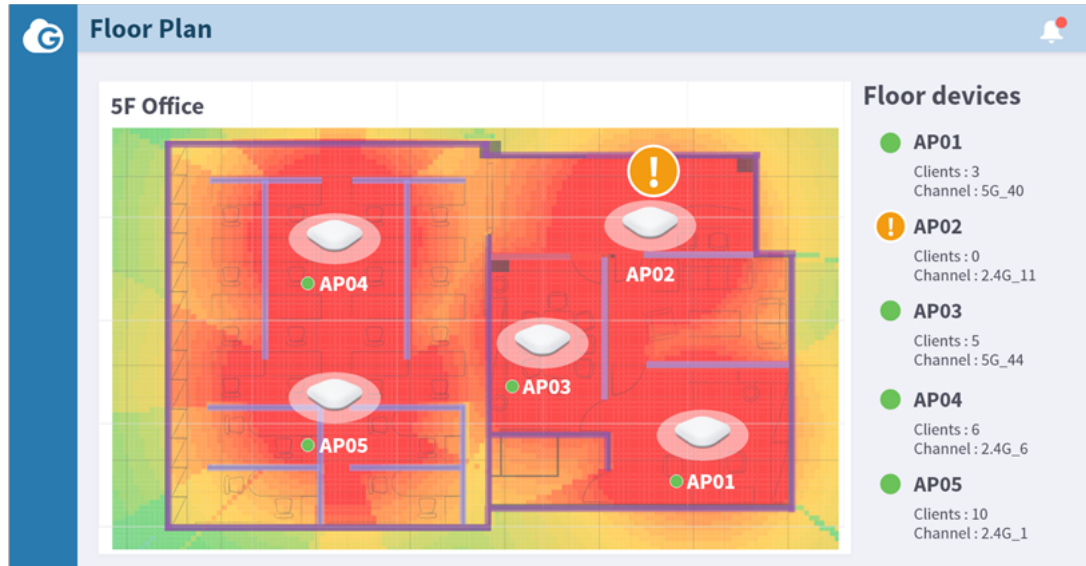 G
Floor Plan
5F Office
!
AP04
AP02
AP03
AP05
AP01
Floor devices
AP01
Clients : 3
Channel : 5G_40
!
AP02
Clients : 0
Channel : 2.4G_11
AP03
Clients : 5
Channel : 5G_44
AP04
Clients : 6
Channel : 2.4G_6
AP05
Clients : 10
Channel : 2.4G_1